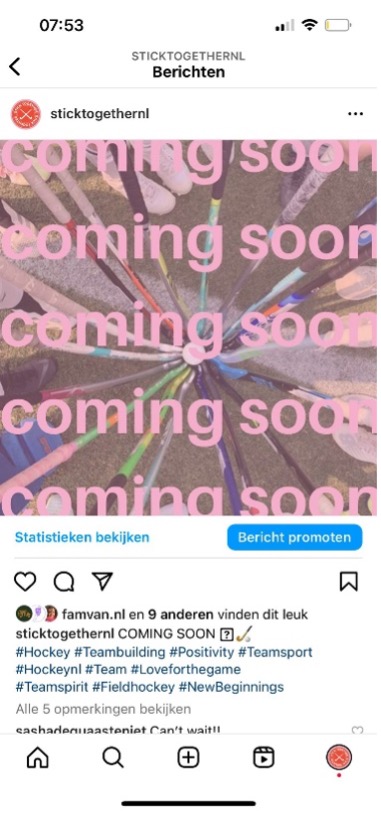 07:53
STICKTOGETHERNL
Berichten
sticktogethernl
coming soon
coming soon
coming soon
coming soon
coming soon
Statistieken bekijken
Bericht promoten
famvan.nl en 9 anderen vinden dit leuk
sticktogethernl COMING SOON
#Hockey #Teambuilding #Positivity #Teamsport
#Hockeynl #Team #Loveforthegame
#Teamspirit #Fieldhockey #NewBeginnings
Alle 5 opmerkingen bekijken
Can't wait!!